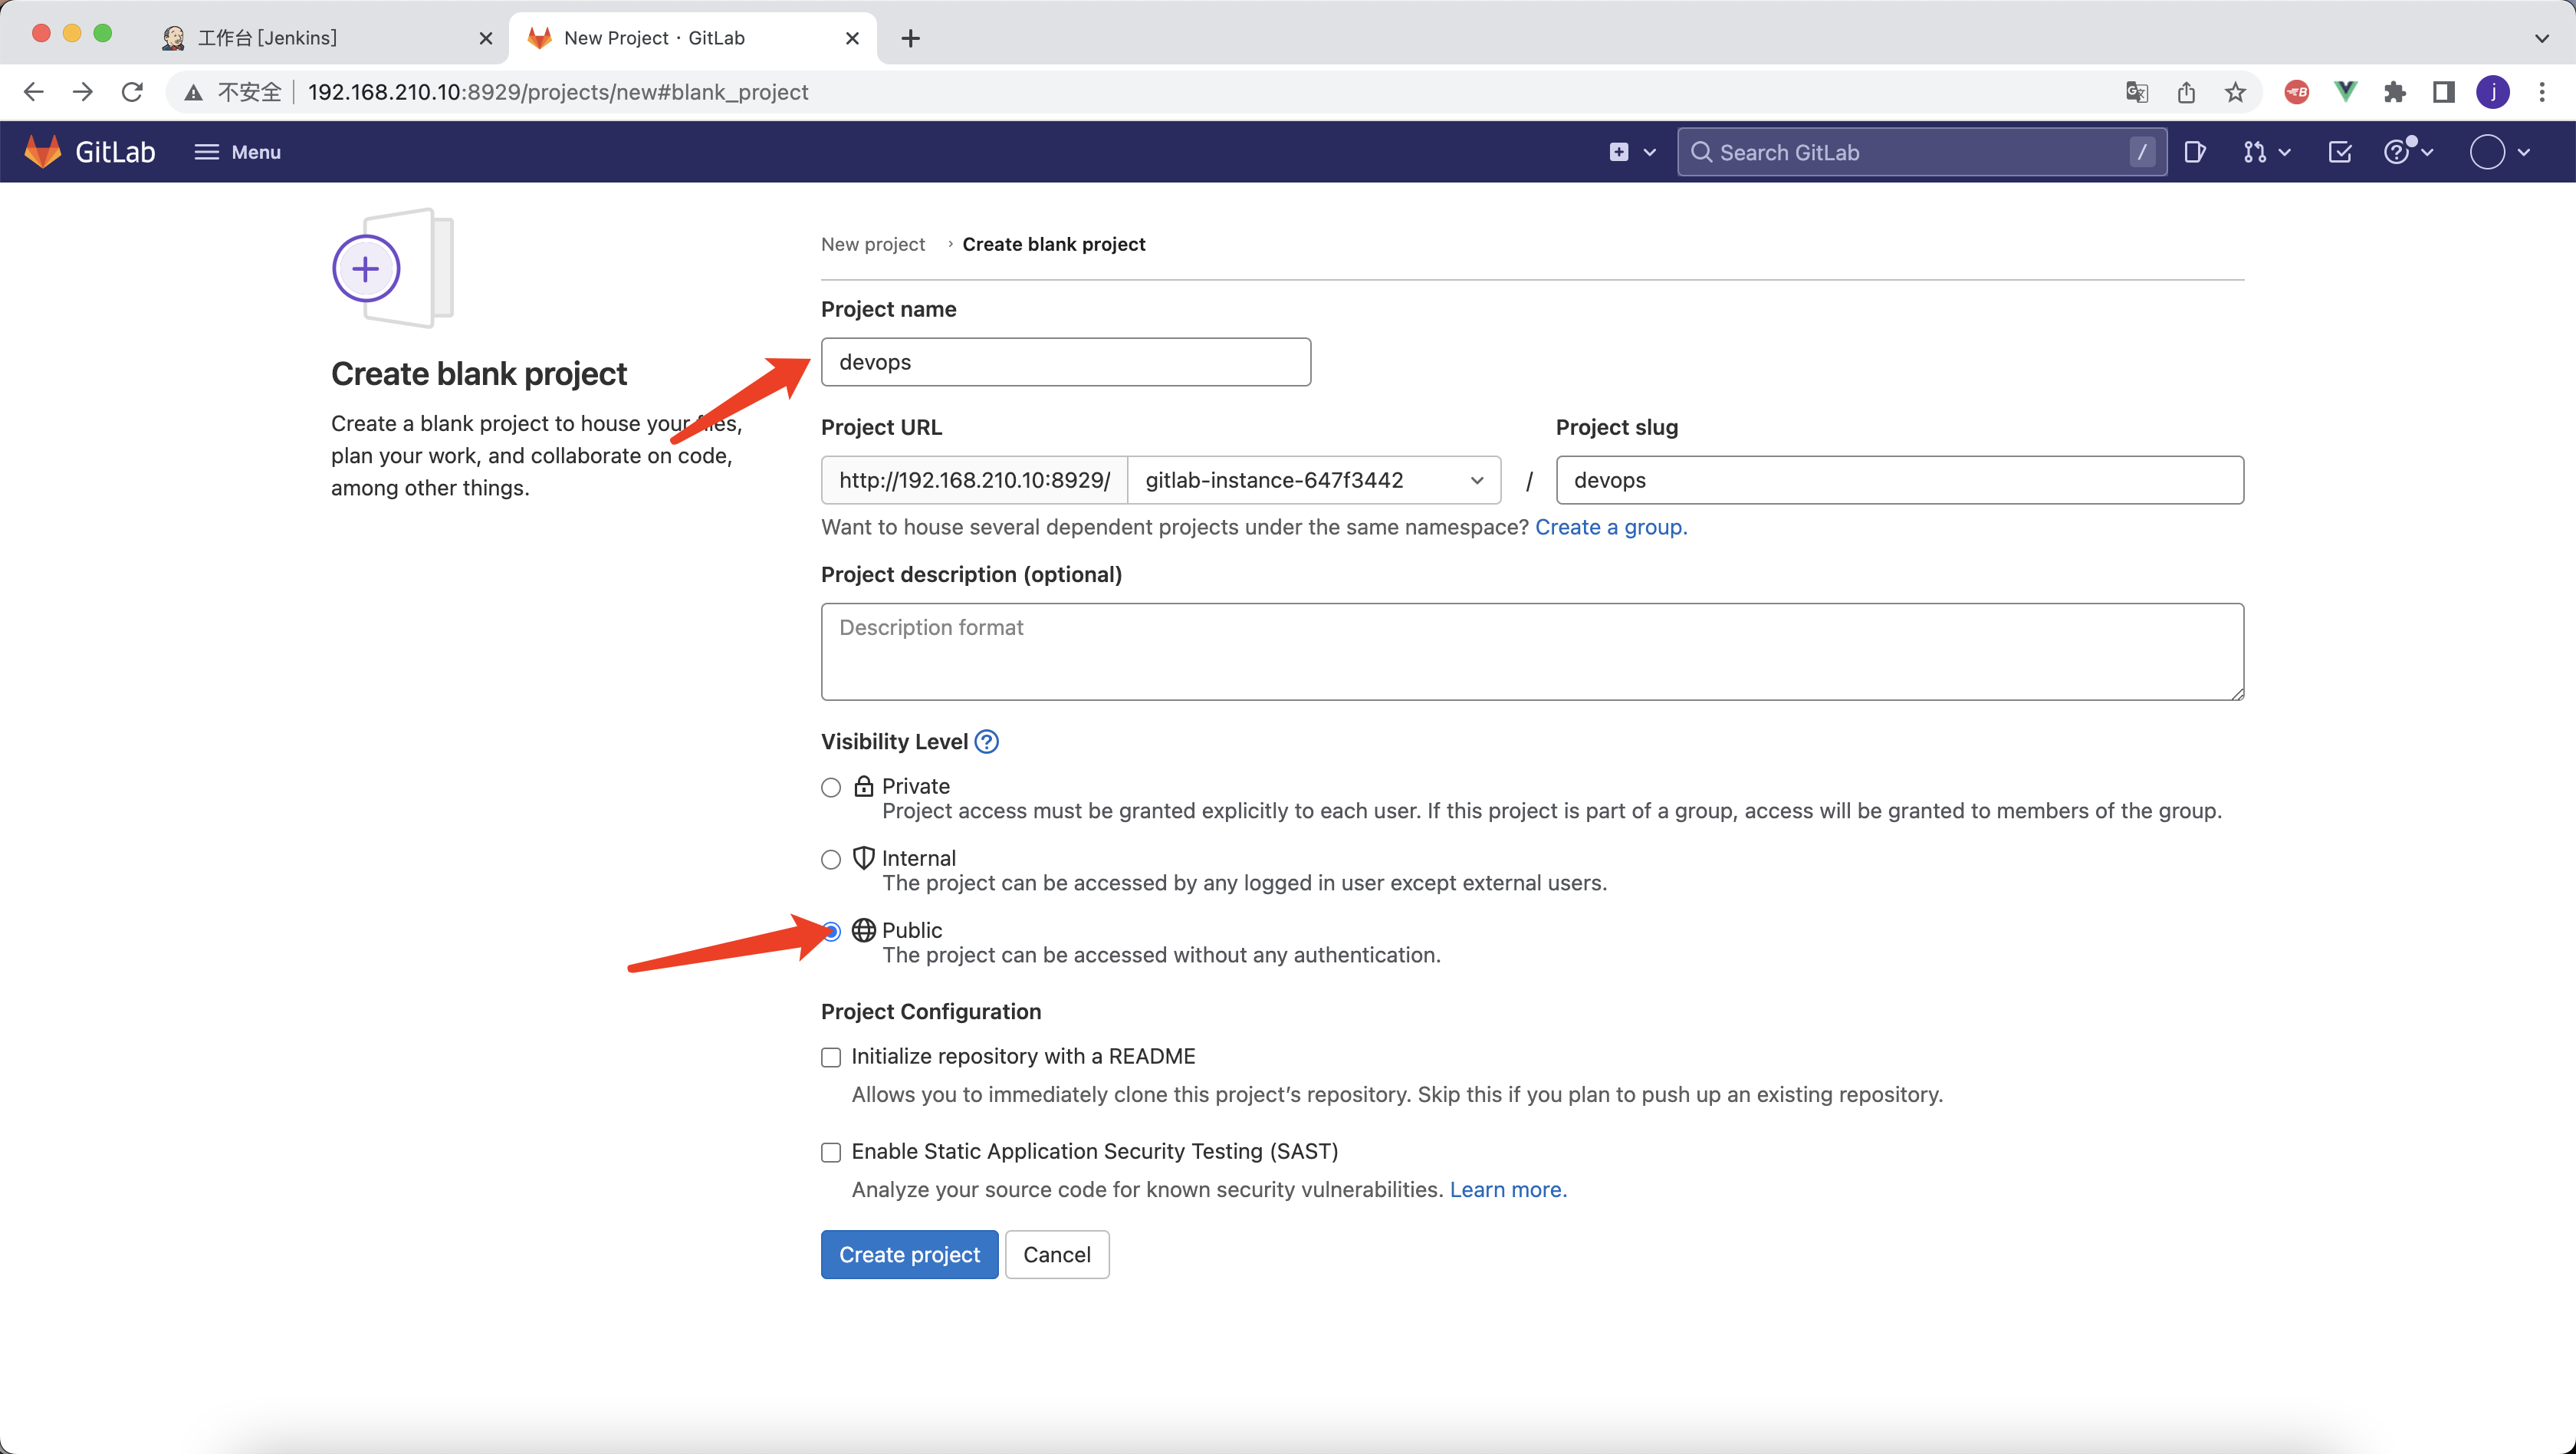 工作台 [Jenkins]
New Project · GitLab
不安全
192.168.210.10:8929/projects/new#blank_project
j
GitLab
Menu
Search GitLab
/
New project › Create blank project
Create blank project
Create a blank project to house your files,
plan your work, and collaborate on code,
among other things.
Project name
devops
Project URL
http://192.168.210.10:8929/
gitlab-instance-647f3442
/
Project slug
devops
Want to house several dependent projects under the same namespace? Create a group.
Project description (optional)
Description format
Visibility Level
Private
Project access must be granted explicitly to each user. If this project is part of a group, access will be granted to members of the group.
Internal
The project can be accessed by any logged in user except external users.
Public
The project can be accessed without any authentication.
Project Configuration
Initialize repository with a README
Allows you to immediately clone this project’s repository. Skip this if you plan to push up an existing repository.
Enable Static Application Security Testing (SAST)
Analyze your source code for known security vulnerabilities. Learn more.
Create project
Cancel